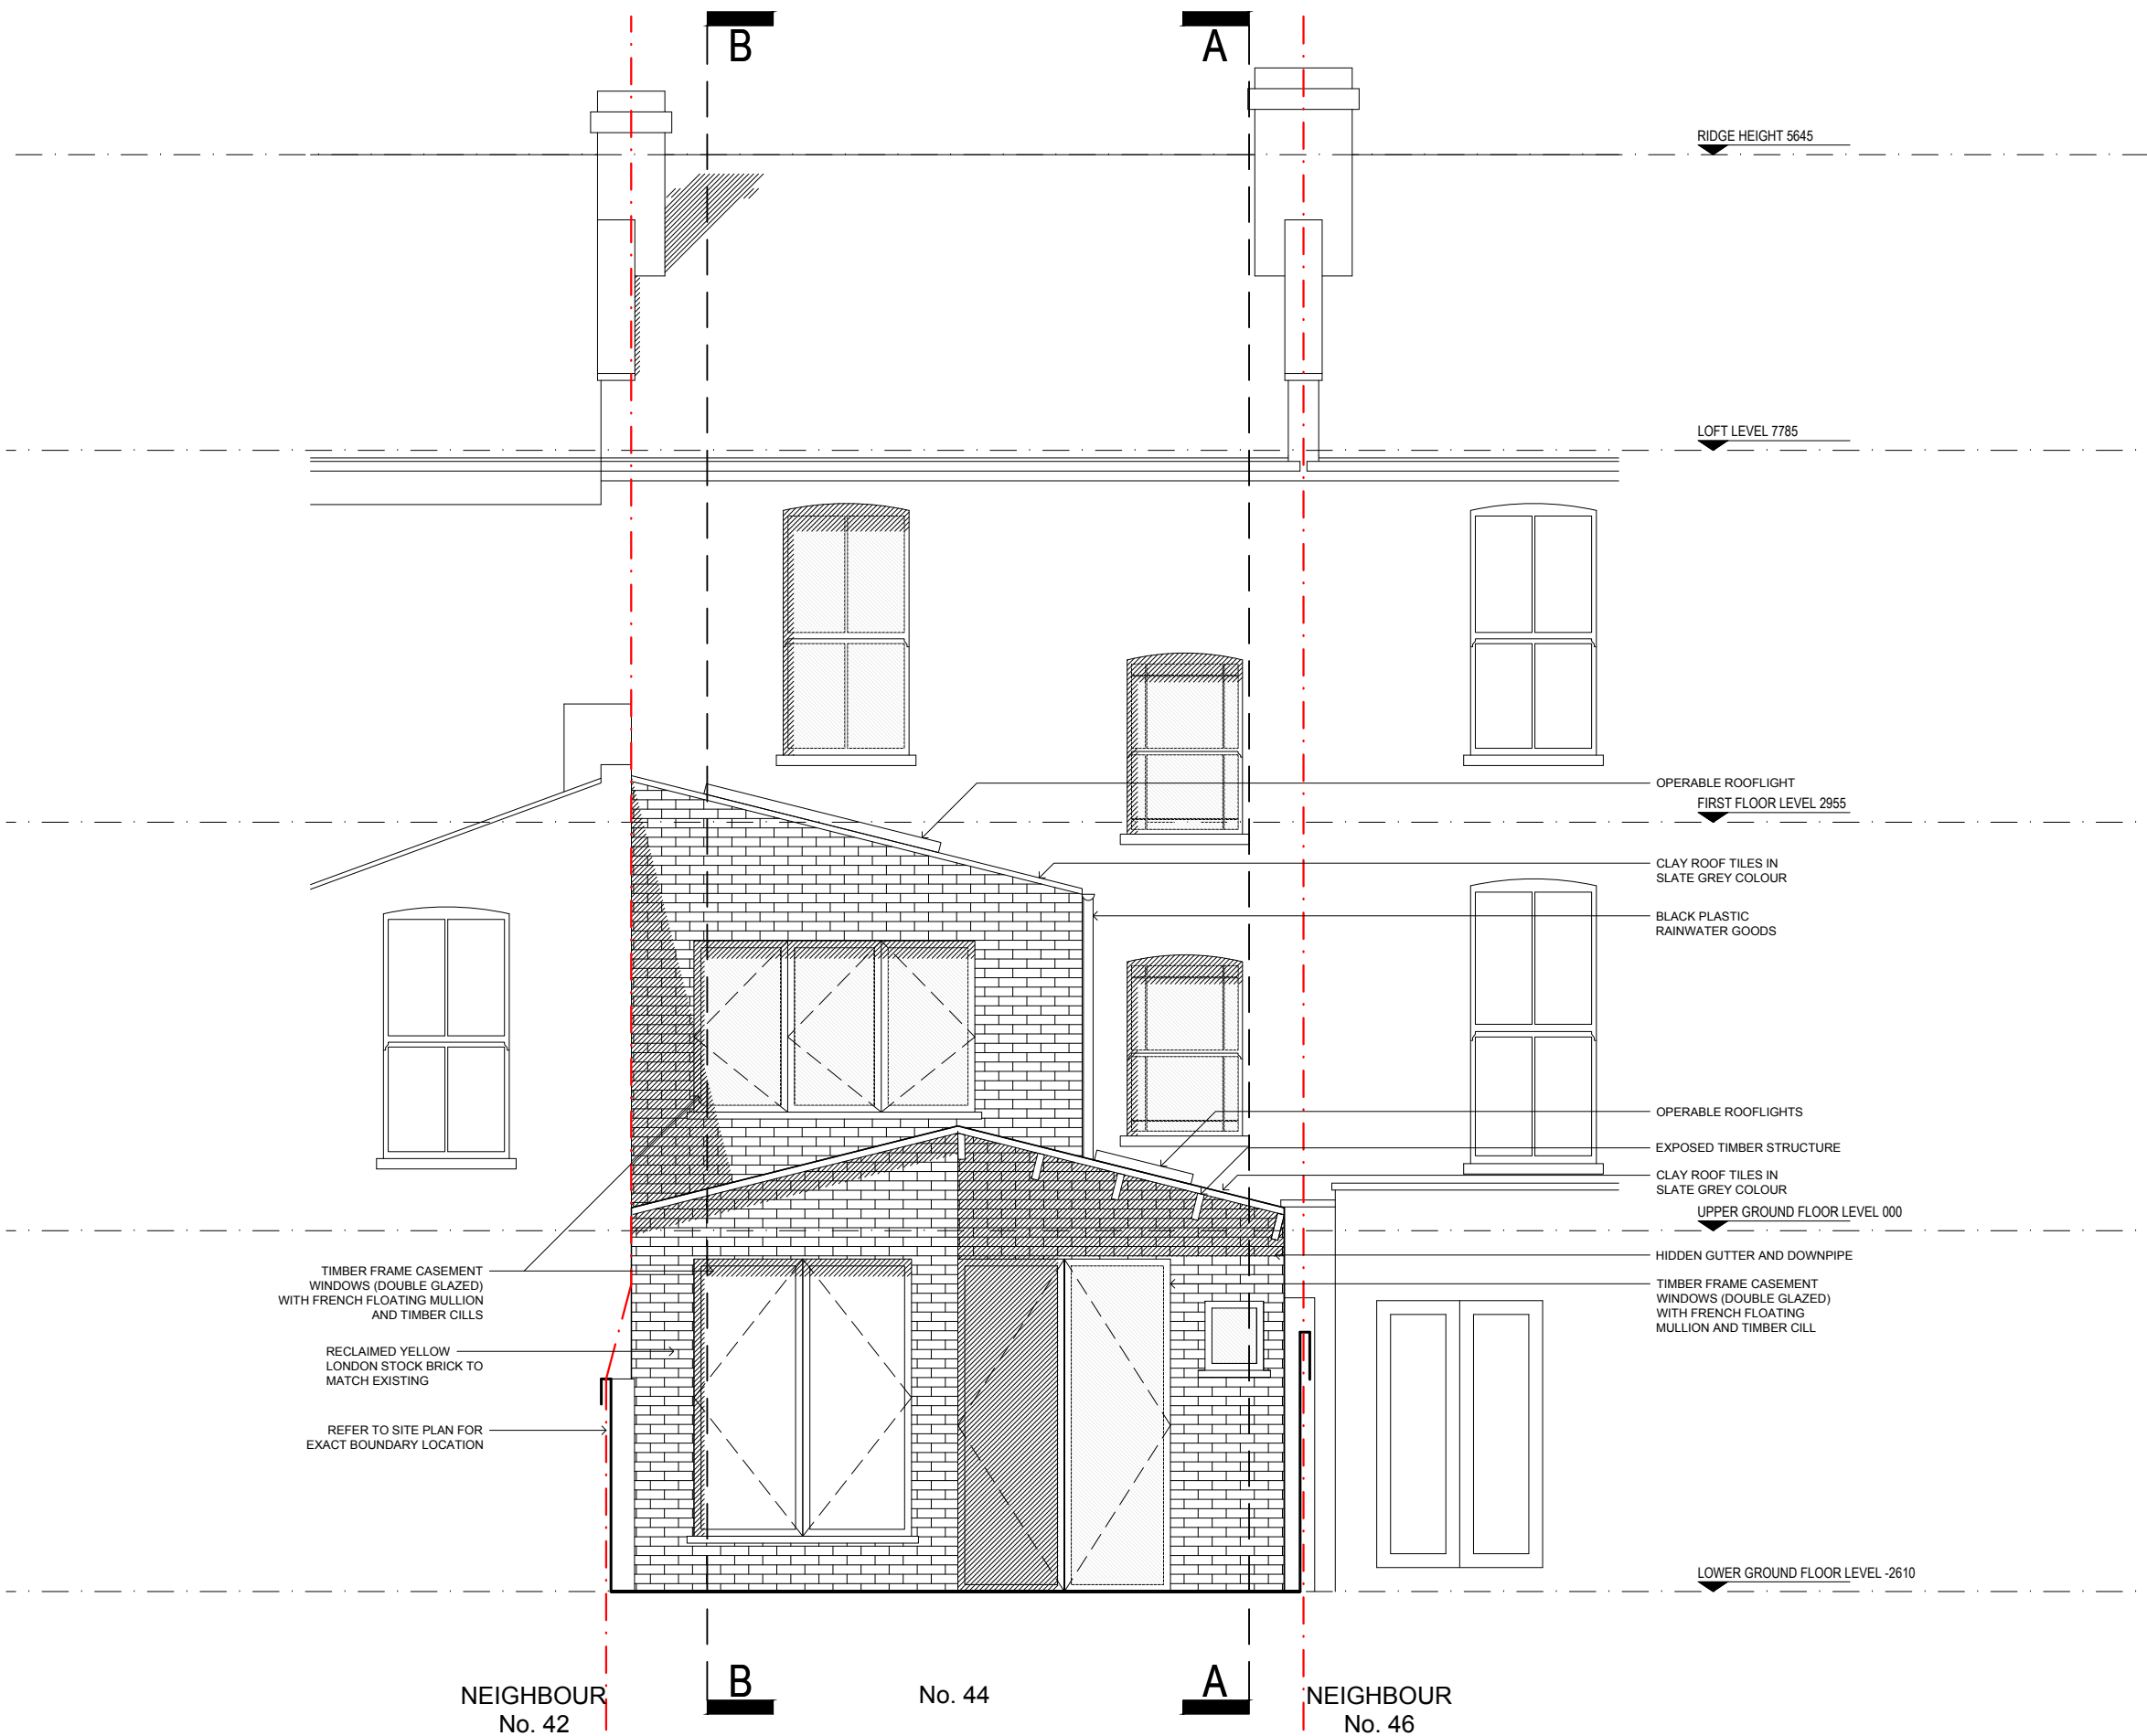 B
A
RIDGE HEIGHT 5645
LOFT LEVEL 7785
OPERABLE ROOFLIGHT
FIRST FLOOR LEVEL 2955
CLAY ROOF TILES IN
SLATE GREY COLOUR
BLACK PLASTIC
RAINWATER GOODS
OPERABLE ROOFLIGHTS
EXPOSED TIMBER STRUCTURE
CLAY ROOF TILES IN
SLATE GREY COLOUR
UPPER GROUND FLOOR LEVEL 000
HIDDEN GUTTER AND DOWNPIPE
TIMBER FRAME CASEMENT
WINDOWS (DOUBLE GLAZED)
WITH FRENCH FLOATING
MULLION AND TIMBER CILL
TIMBER FRAME CASEMENT
WINDOWS (DOUBLE GLAZED)
WITH FRENCH FLOATING MULLION
AND TIMBER CILLS
RECLAIMED YELLOW
LONDON STOCK BRICK TO
MATCH EXISTING
REFER TO SITE PLAN FOR
EXACT BOUNDARY LOCATION
LOWER GROUND FLOOR LEVEL -2610
NEIGHBOUR
No. 42
B
No. 44
A
NEIGHBOUR
No. 46